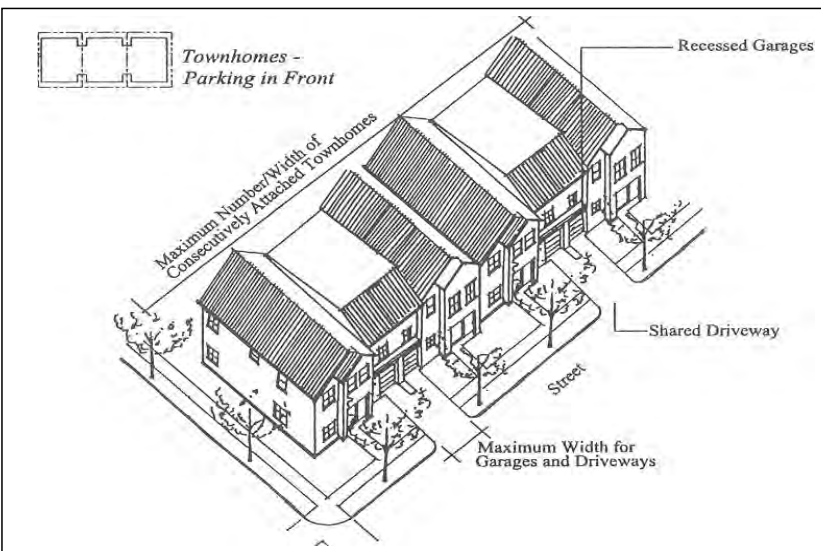 Townhomes -
Parking in Front
Recessed Garages
Maximum Number/Width of
Consecutively Attached Townhomes
Shared Driveway
Street
Maximum Width for
Garages and Driveways